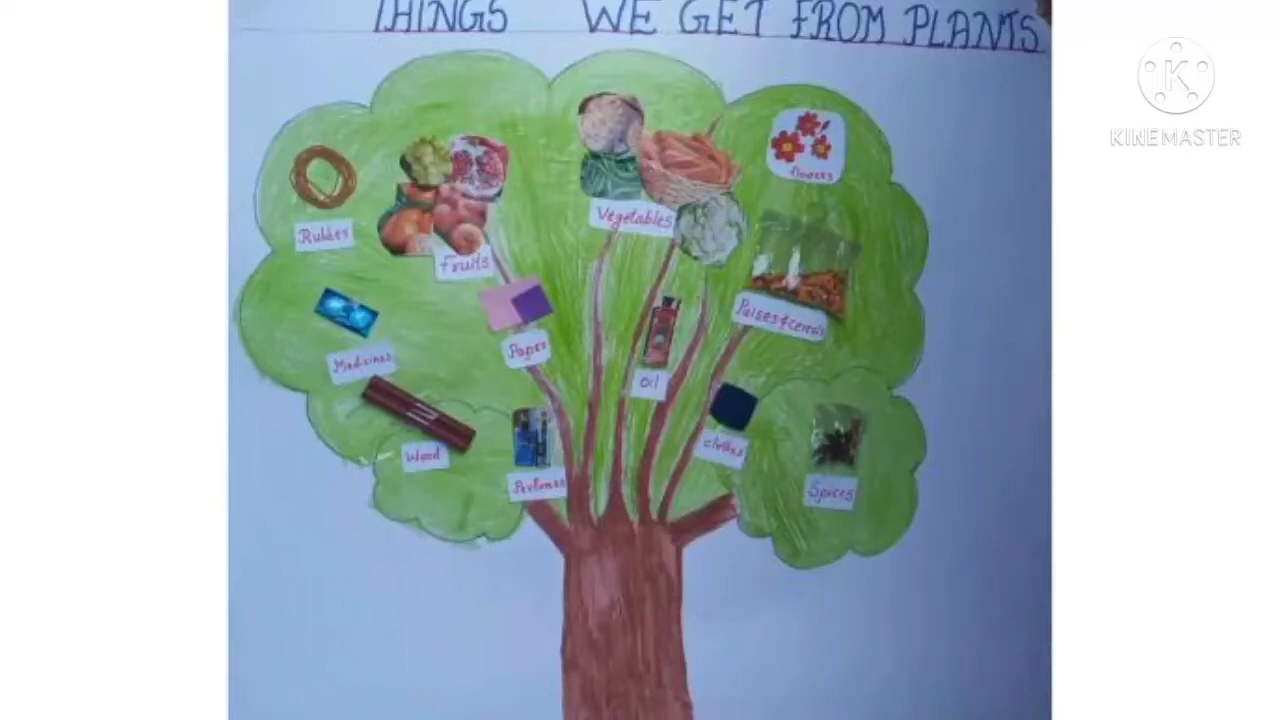 THINGS WE GET FROM PLANTS
KINEMASTER
flowers
Rubber
Vegetables
Fruits
Pulses & cereals
Medicines
Paper
Oil
Wood
clothes
Perfumes
Spices